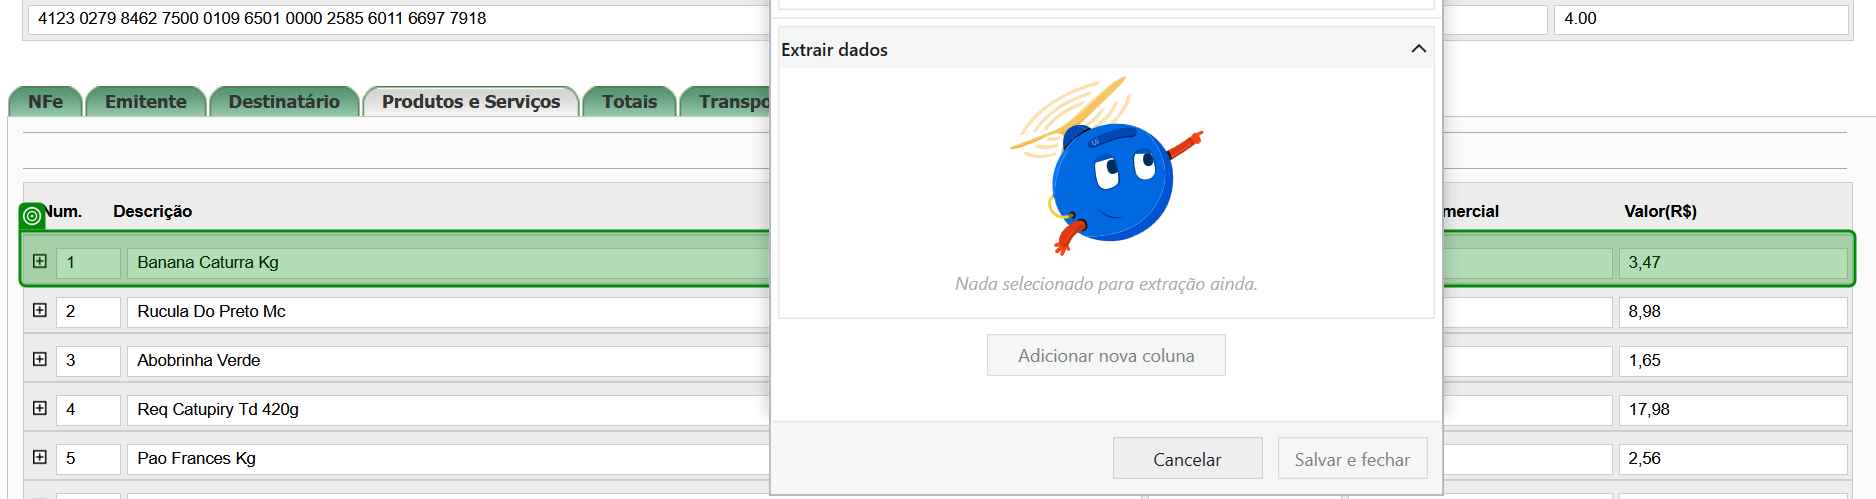 4123 0279 8462 7500 0109 6501 0000 2585 6011 6697 7918
4.00
Extrair dados
NFe Emitente Destinatário Produtos e Serviços Totais Transpo
UI
Nada selecionado para extração ainda.
Adicionar nova coluna
Cancelar Salvar e fechar
Num. Descrição mercial Valor(R$)
1 Banana Caturra Kg 3,47
2 Rucula Do Preto Mc 8,98
3 Abobrinha Verde 1,65
4 Req Catupiry Td 420g 17,98
5 Pao Frances Kg 2,56